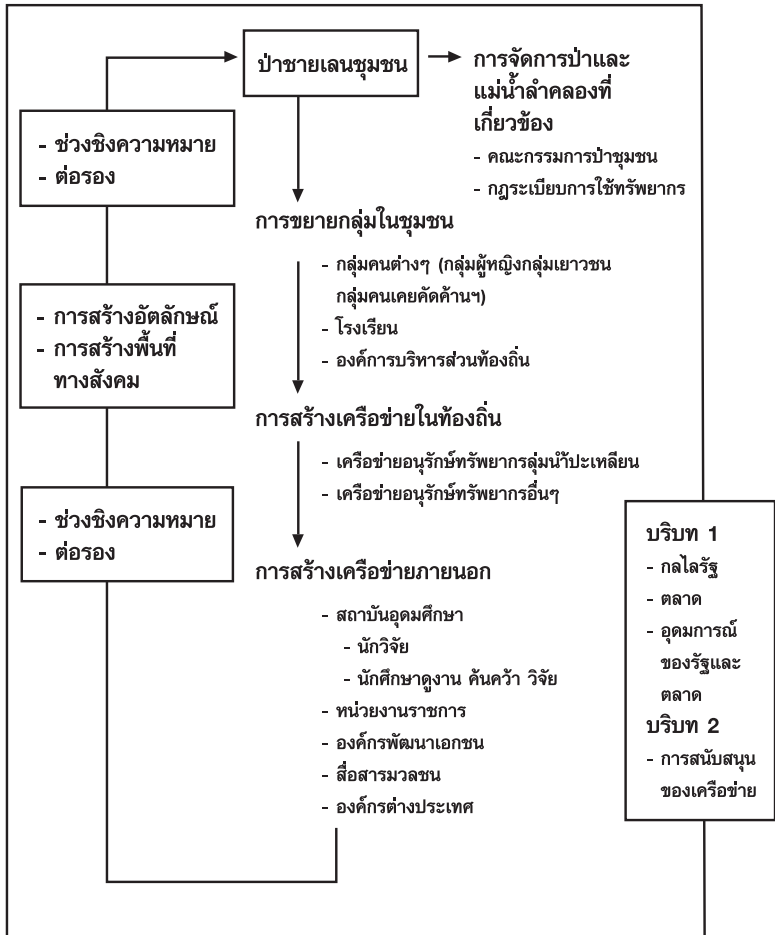 ป่าชายเลนชุมชน
การจัดการป่าและ
แม่น้ำลำคลองที่
เกี่ยวข้อง
- คณะกรรมการป่าชุมชน
- กฎระเบียบการใช้ทรัพยากร
- ช่วงชิงความหมาย
- ต่อรอง
การขยายกลุ่มในชุมชน
- กลุ่มคนต่างๆ (กลุ่มผู้หญิงกลุ่มเยาวชน
กลุ่มคนเคยคัดค้านฯ)
- โรงเรียน
- องค์การบริหารส่วนท้องถิ่น
- การสร้างอัตลักษณ์
- การสร้างพื้นที่
ทางสังคม
การสร้างเครือข่ายในท้องถิ่น
- เครือข่ายอนุรักษ์ทรัพยากรลุ่มน้ำปะเหลียน
- เครือข่ายอนุรักษ์ทรัพยากรอื่นๆ
- ช่วงชิงความหมาย
- ต่อรอง
การสร้างเครือข่ายภายนอก
- สถาบันอุดมศึกษา
- นักวิจัย
- นักศึกษาดูงาน ค้นคว้า วิจัย
- หน่วยงานราชการ
- องค์กรพัฒนาเอกชน
- สื่อสารมวลชน
- องค์กรต่างประเทศ
บริบท 1
- กลไลรัฐ
- ตลาด
- อุดมการณ์
ของรัฐและ
ตลาด
บริบท 2
- การสนับสนุน
ของเครือข่าย